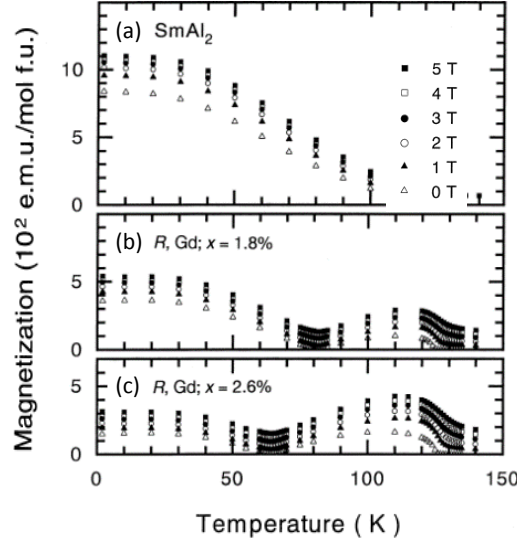 (a) SmAl₂
10
5
0
5 T
4 T
3 T
2 T
1 T
0 T
(b) R, Gd; x = 1.8%
5
0
(c) R, Gd; x = 2.6%
5
0
0 50 100 150
Temperature ( K )
Magnetization (10² e.m.u./mol f.u.)